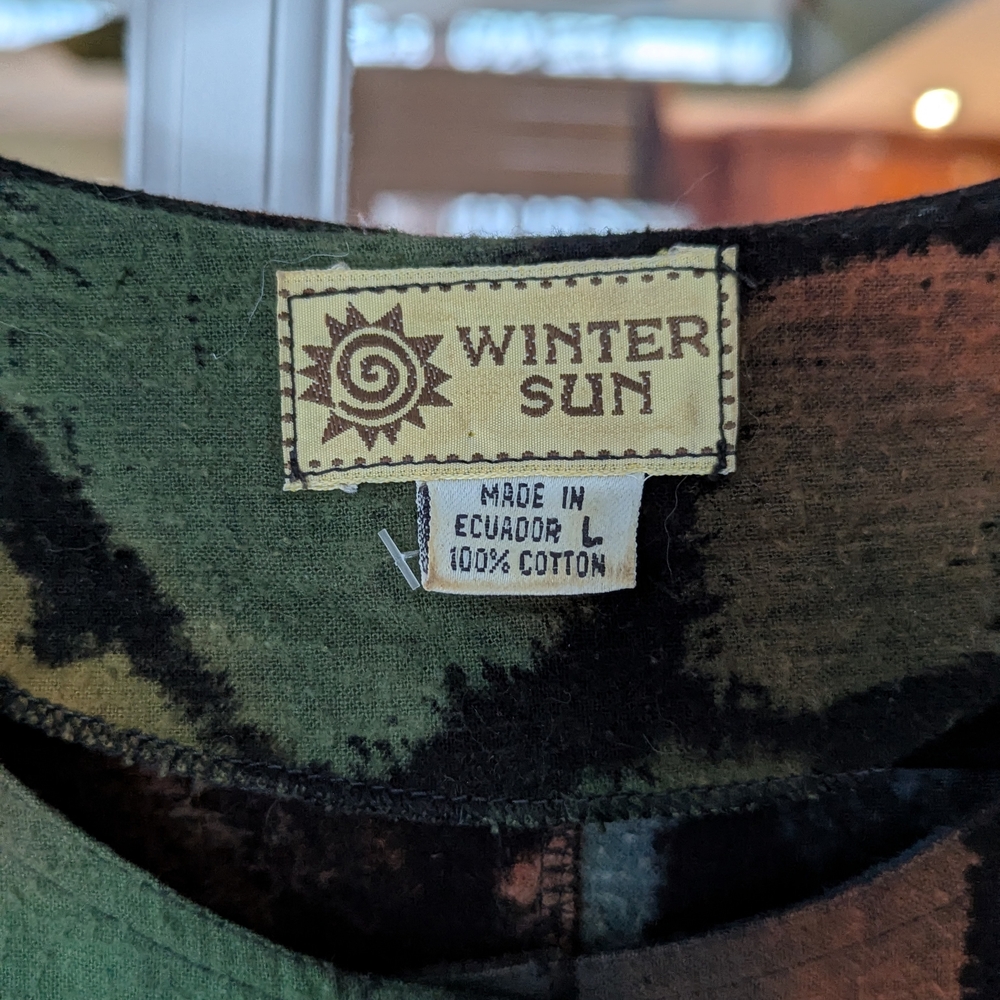 WINTER
SUN
MADE IN
ECUADOR L
100% COTTON